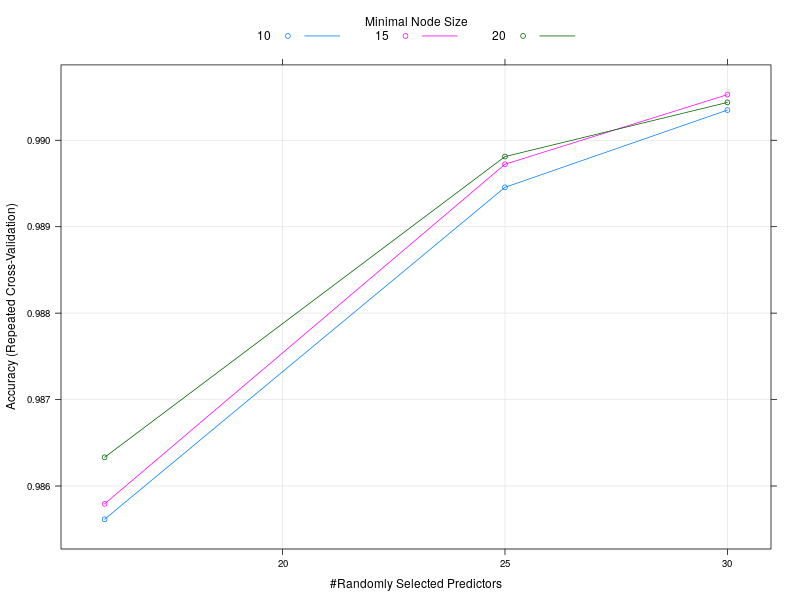 Minimal Node Size
10 15 20
0.990
0.989
0.988
0.987
0.986
Accuracy (Repeated Cross-Validation)
20 25 30
#Randomly Selected Predictors